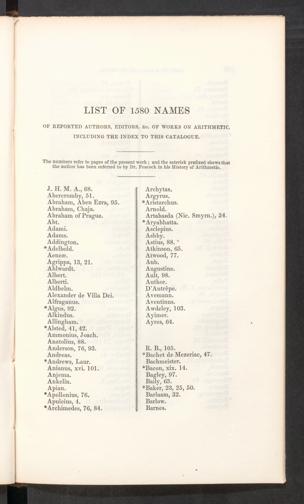 LIST OF 1580 NAMES
OF REPORTED AUTHORS, EDITORS, &c. OF WORKS ON ARITHMETIC,
INCLUDING THE INDEX TO THIS CATALOGUE.
The numbers refer to pages of the present work; and the asterisk prefixed shews that
the author has been referred to by Dr. Peacock in his History of Arithmetic.
J. H. M. A., 68.
Abercromby, 51.
Abraham, Aben Ezra, 95.
Abraham, Chaja.
Abraham of Prague.
Abt.
Adami.
Adams.
Addington.
*Adelbold.
Aeneae.
Agrippa, 13, 21.
Ahlwardt.
Albert.
Alberti.
Aldhelm.
Alexander de Villa Dei.
Alfraganus.
*Algus, 92.
Alkindus.
Allingham.
*Alsted, 41, 42.
Ammonius, Joach.
Anatolius, 68.
Anderson, 76, 93.
Andreas.
*Andrews, Laur.
Anianus, xvi. 101.
Anjema.
Ankelin.
Apian.
*Apollonius, 76.
Apuleius, 4.
*Archimedes, 76, 84.
Archytas.
Argyrus.
*Aristarchus.
Arnold.
Artabasda (Nic. Smyrn.), 24.
*Aryabhatta.
Asclepius.
Ashby.
Astius, 88.
Atkinson, 65.
Atwood, 77.
Aub.
Augustine.
Ault, 98.
Author.
D'Autrêpe.
Avemann.
Aventinus.
Awdeley, 103.
Aylmer.
Ayres, 64.
R. B., 105.
*Bachet de Mezeriac, 47.
Bachmeister.
*Bacon, xix. 14.
Bagley, 97.
Baily, 63.
*Baker, 23, 25, 50.
Barlaam, 32.
Barlow.
Barnes.